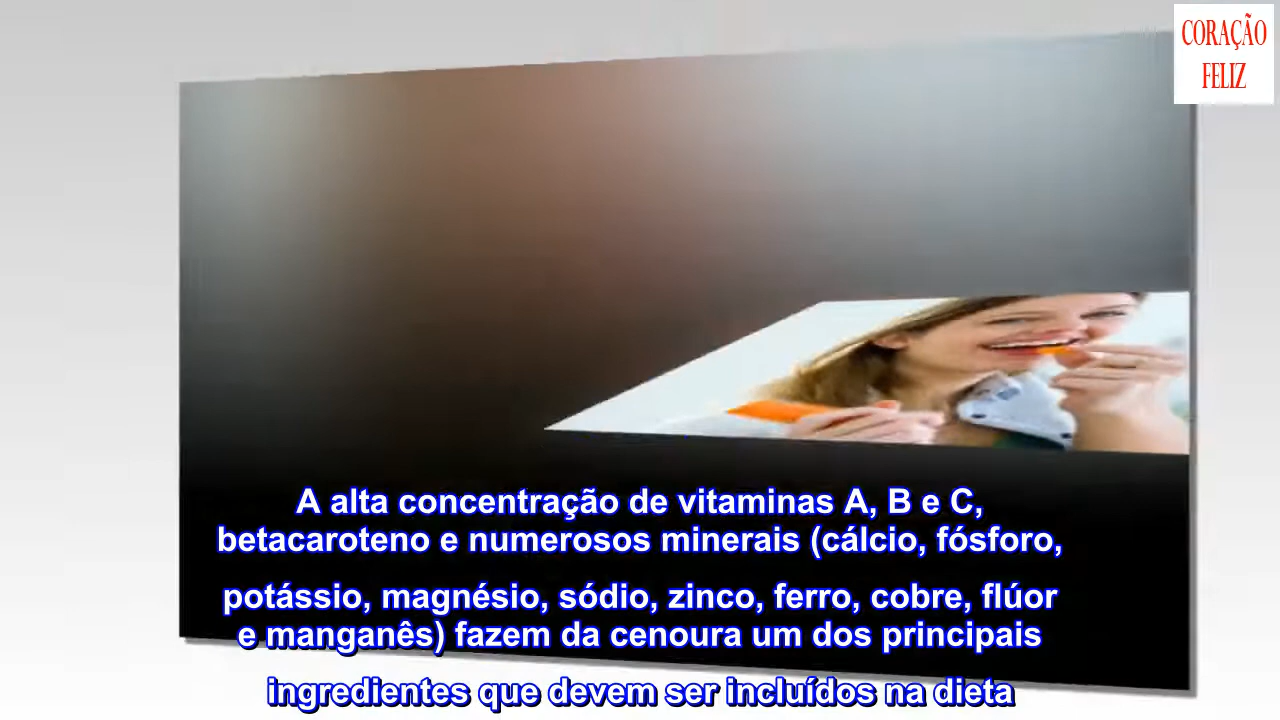 CORAÇÃO
FELIZ
A alta concentração de vitaminas A, B e C,
betacaroteno e numerosos minerais (cálcio, fósforo,
potássio, magnésio, sódio, zinco, ferro, cobre, flúor
e manganês) fazem da cenoura um dos principais
ingredientes que devem ser incluídos na dieta